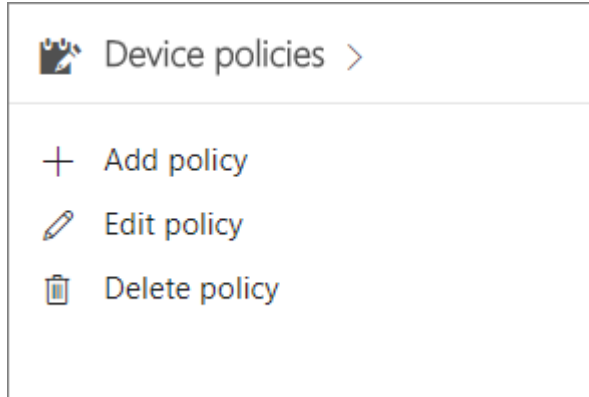 Device policies >
Add policy
Edit policy
Delete policy